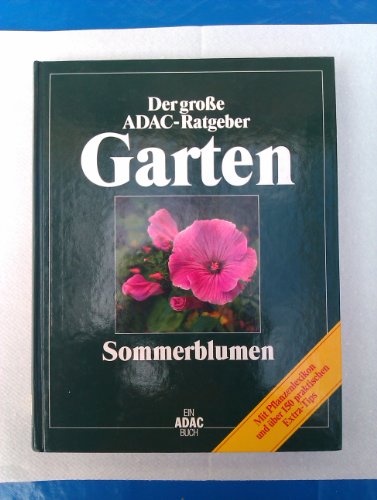 Der große
ADAC-Ratgeber
Garten
Sommerblumen
Mit Pflanzenlexikon
und über 150 praktischen
Extra-Tips
EIN
ADAC
BUCH